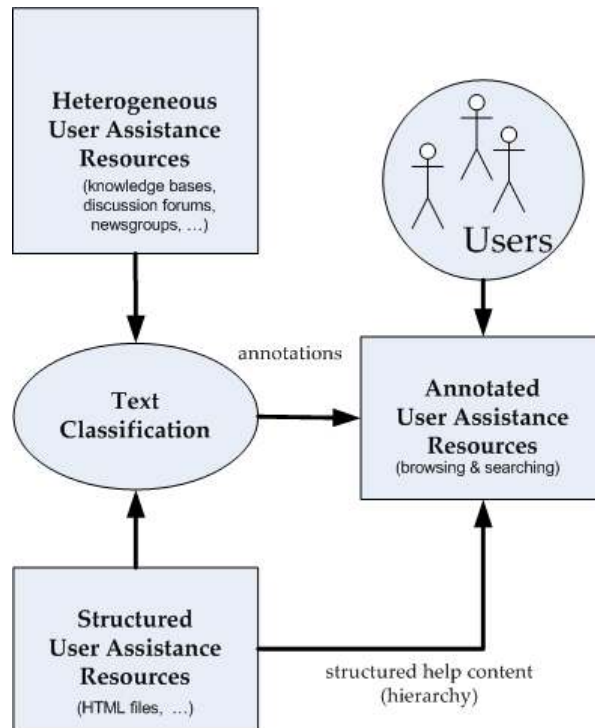 Heterogeneous
User Assistance
Resources
(knowledge bases,
discussion forums,
newsgroups, ...)
Users
annotations
Text
Classification
Annotated
User Assistance
Resources
(browsing & searching)
Structured
User Assistance
Resources
(HTML files, ...)
structured help content
(hierarchy)